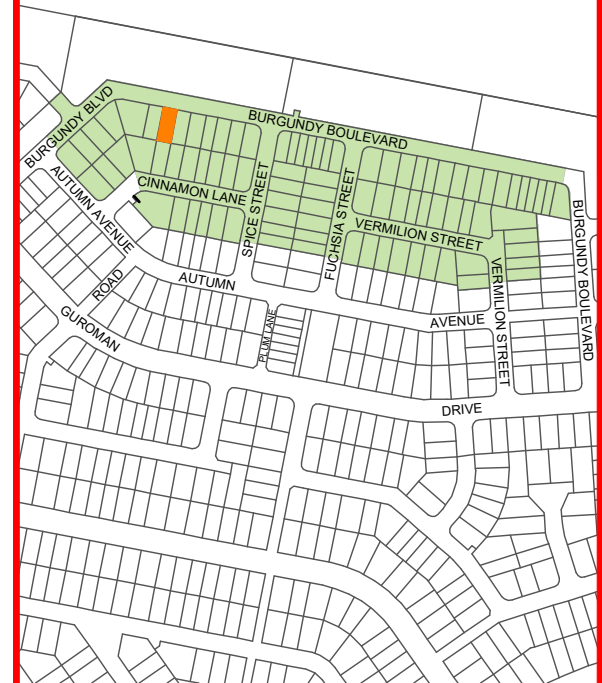 BURGUNDY BLVD
BURGUNDY BOULEVARD
CINNAMON LANE
AUTUMN AVENUE
SPICE STREET
FUCHSIA STREET
VERMILION STREET
BURGUNDY BOULEVARD
VERMILION STREET
ROAD
AUTUMN
AVENUE
PLUM LANE
GUROMAN
DRIVE